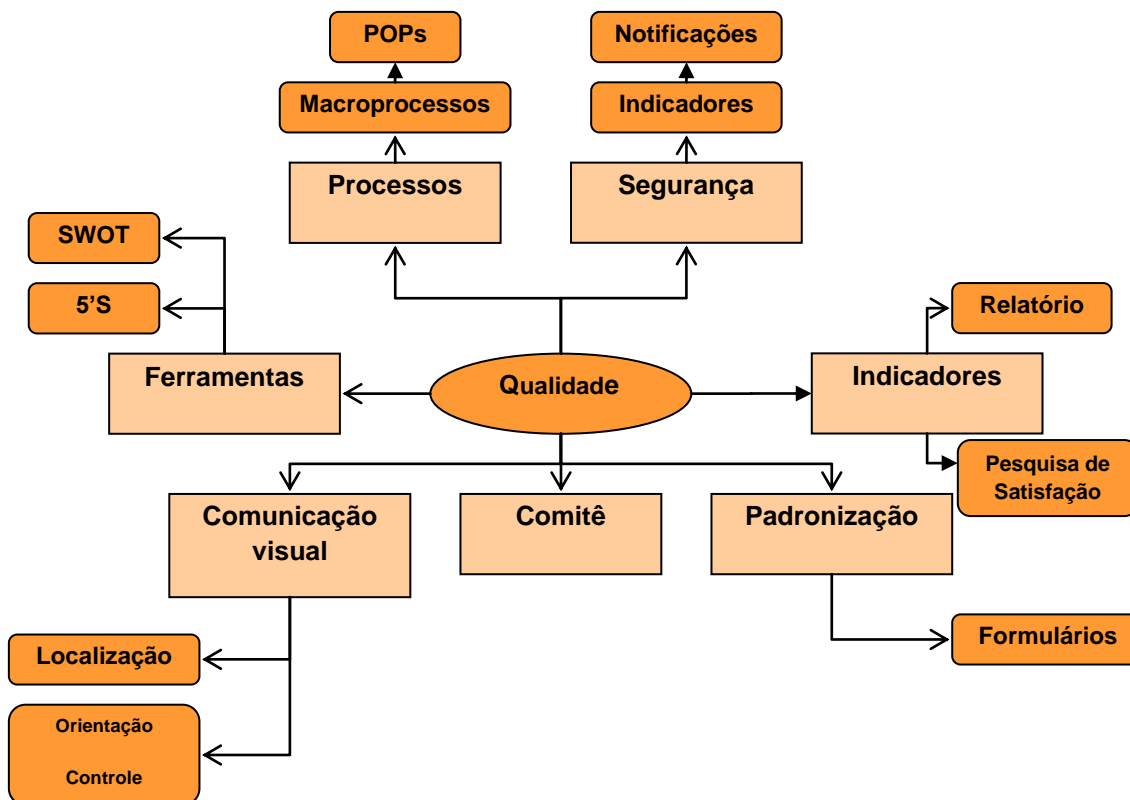 POPs
Notificações
Macroprocessos
Indicadores
Processos
Segurança
SWOT
5’S
Relatório
Ferramentas
Qualidade
Indicadores
Pesquisa de
Satisfação
Comunicação
visual
Comitê
Padronização
Formulários
Localização
Orientação
Controle